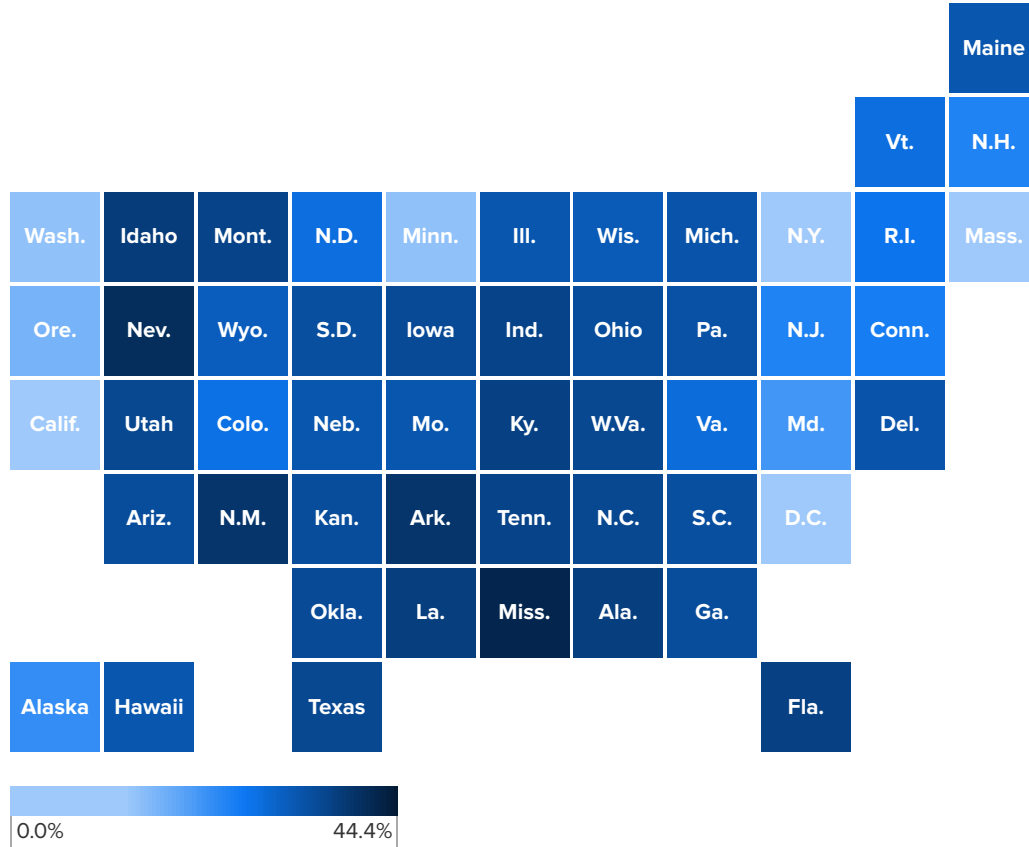 Maine
Vt. N.H.
Wash. Idaho Mont. N.D. Minn. Ill. Wis. Mich. N.Y. R.I. Mass.
Ore. Nev. Wyo. S.D. Iowa Ind. Ohio Pa. N.J. Conn.
Calif. Utah Colo. Neb. Mo. Ky. W.Va. Va. Md. Del.
Ariz. N.M. Kan. Ark. Tenn. N.C. S.C. D.C.
Okla. La. Miss. Ala. Ga.
Alaska Hawaii Texas Fla.
0.0% 44.4%